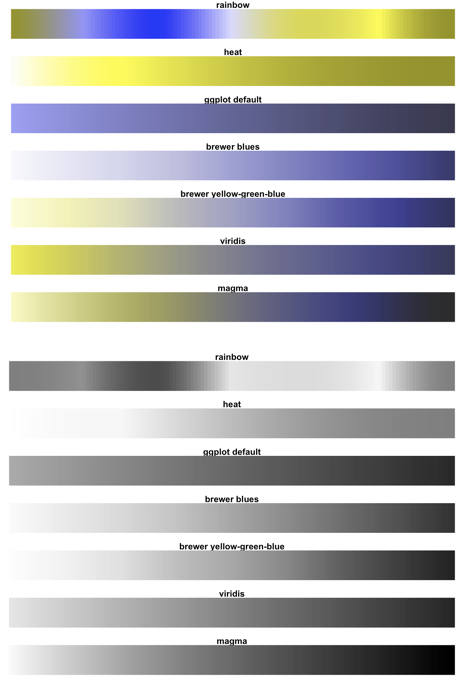 rainbow
heat
ggplot default
brewer blues
brewer yellow-green-blue
viridis
magma
rainbow
heat
ggplot default
brewer blues
brewer yellow-green-blue
viridis
magma